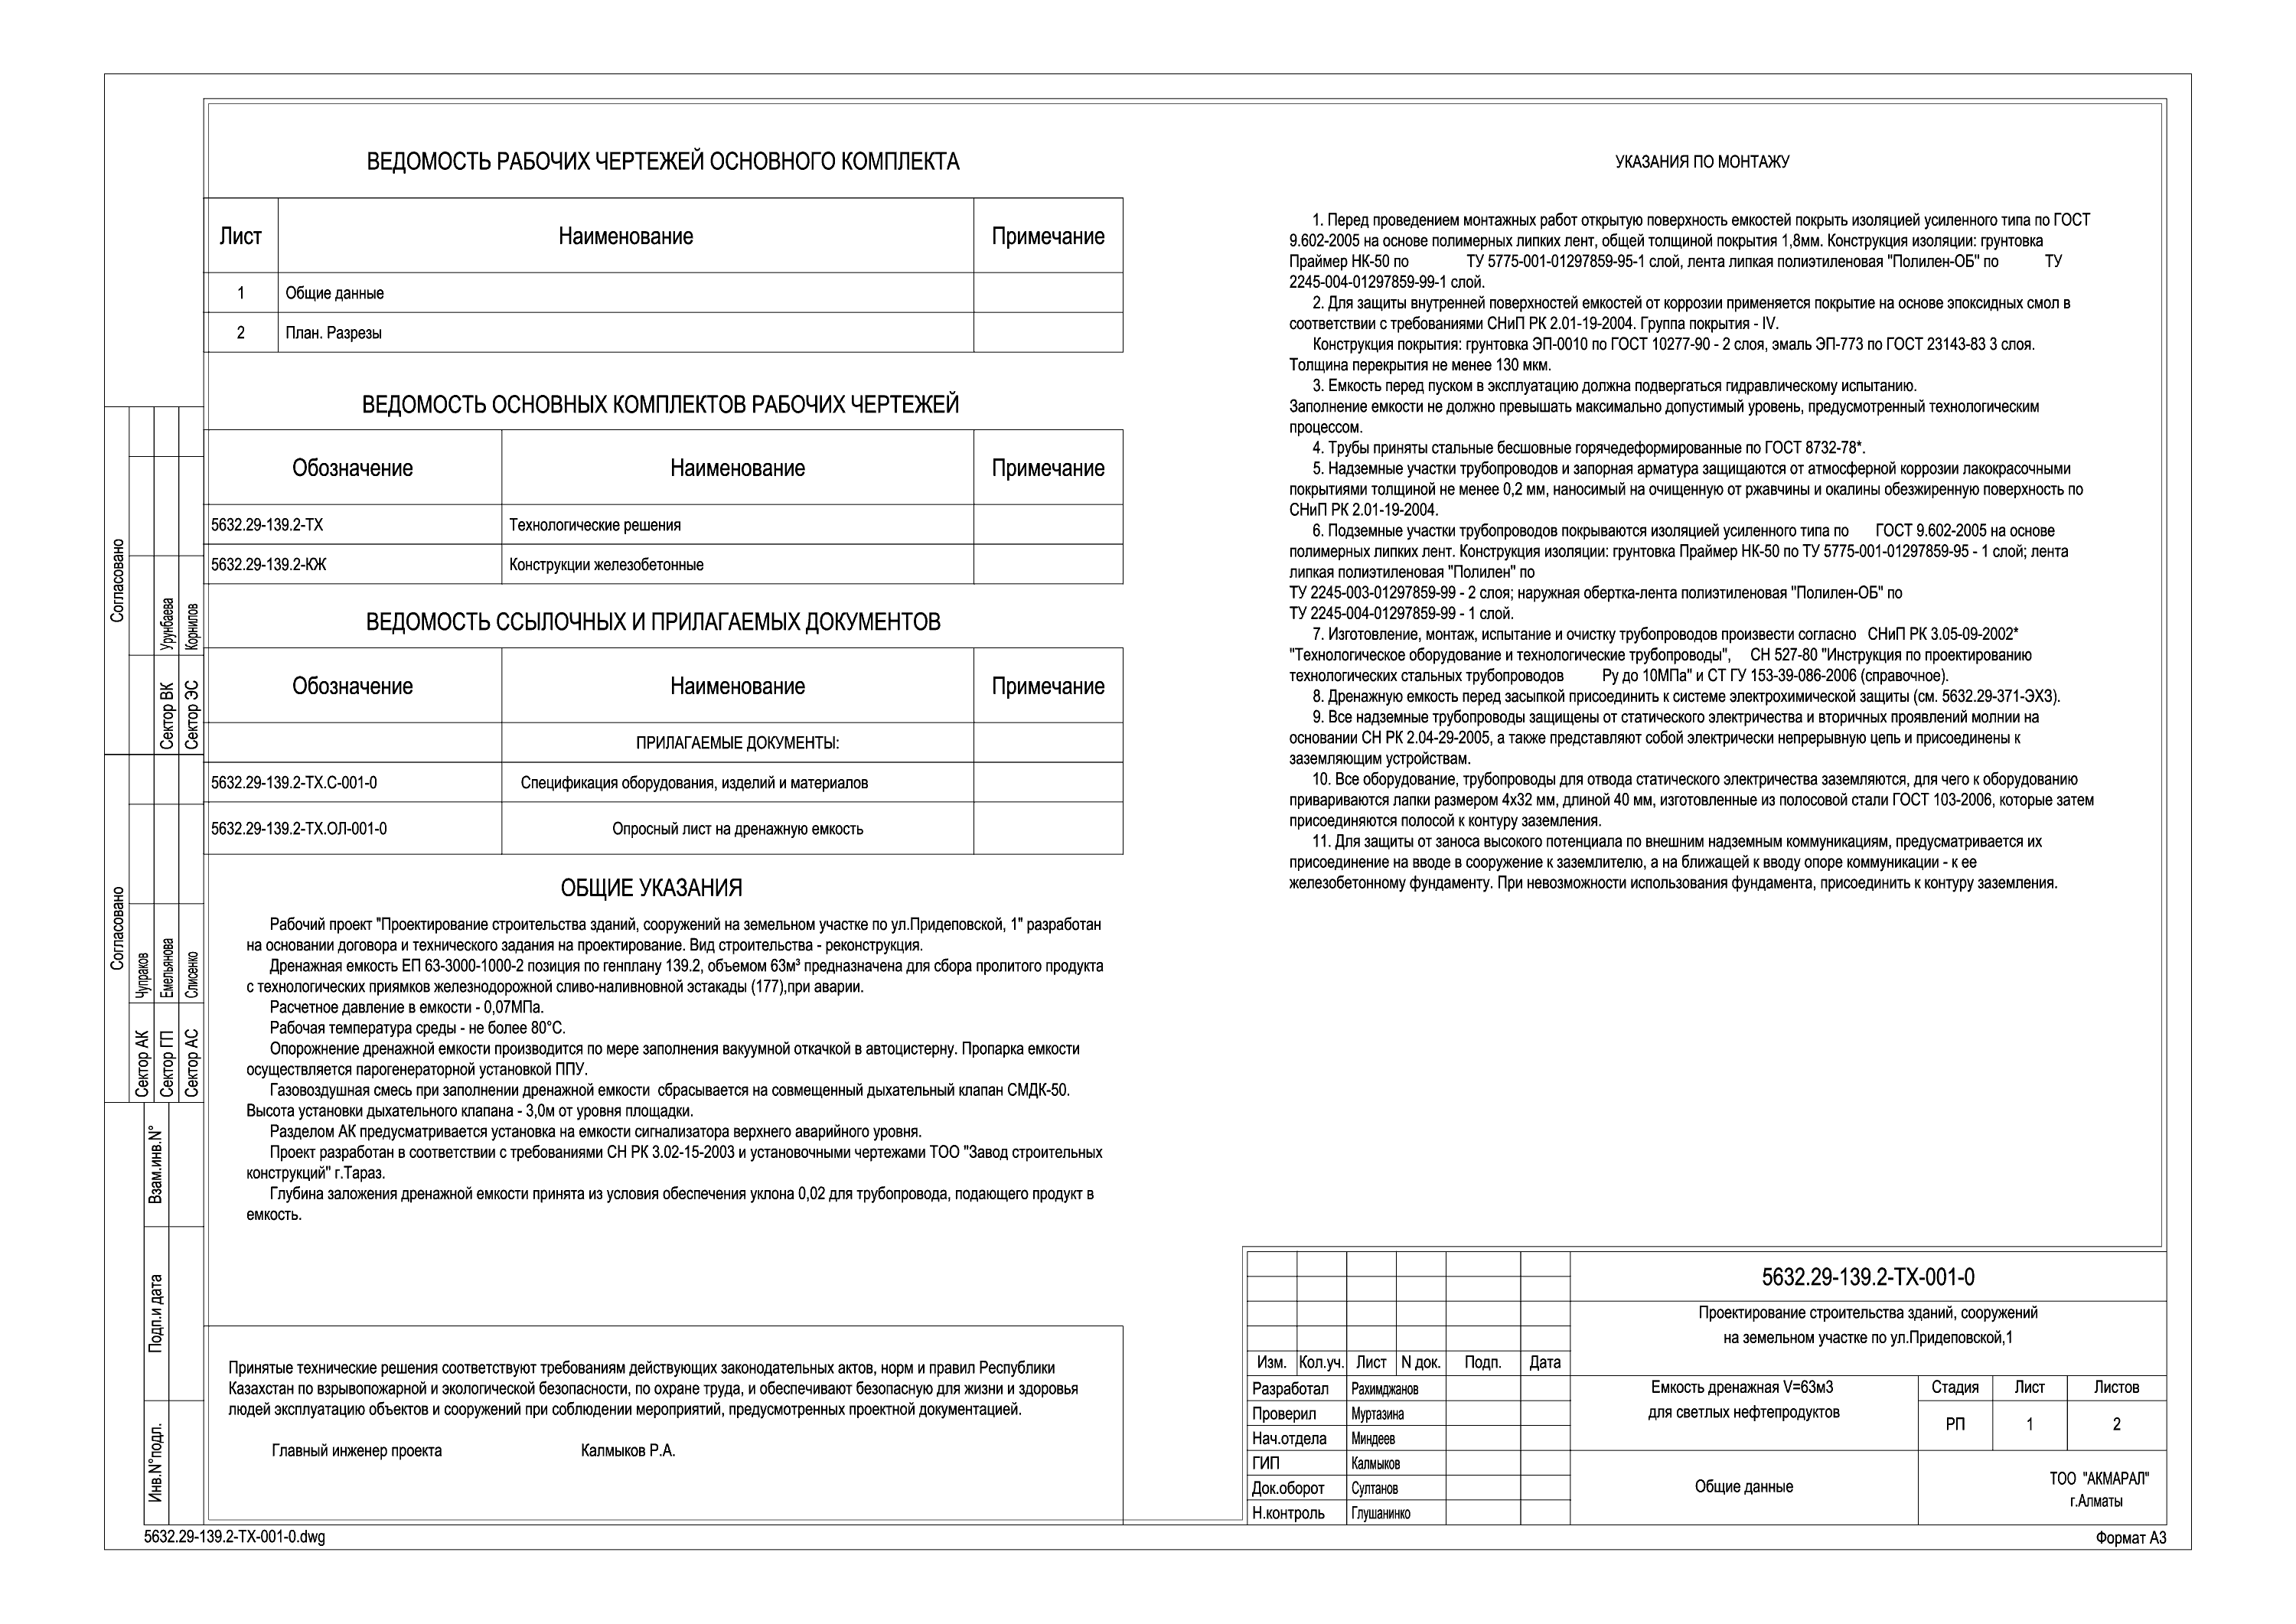 ВЕДОМОСТЬ РАБОЧИХ ЧЕРТЕЖЕЙ ОСНОВНОГО КОМПЛЕКТА
Лист Наименование Примечание
1 Общие данные
2 План. Разрезы
ВЕДОМОСТЬ ОСНОВНЫХ КОМПЛЕКТОВ РАБОЧИХ ЧЕРТЕЖЕЙ
Обозначение Наименование Примечание
5632.29-139.2-ТХ Технологические решения
5632.29-139.2-КЖ Конструкции железобетонные
ВЕДОМОСТЬ ССЫЛОЧНЫХ И ПРИЛАГАЕМЫХ ДОКУМЕНТОВ
Обозначение Наименование Примечание
ПРИЛАГАЕМЫЕ ДОКУМЕНТЫ:
5632.29-139.2-ТХ.С-001-0 Спецификация оборудования, изделий и материалов
5632.29-139.2-ТХ.ОЛ-001-0 Опросный лист на дренажную емкость
ОБЩИЕ УКАЗАНИЯ
Рабочий проект "Проектирование строительства зданий, сооружений на земельном участке по ул.Придеповской, 1" разработан
на основании договора и технического задания на проектирование. Вид строительства - реконструкция.
Дренажная емкость ЕП 63-3000-1000-2 позиция по генплану 139.2, объемом 63м³ предназначена для сбора пролитого продукта
с технологических приямков железнодорожной сливо-наливновной эстакады (177),при аварии.
Расчетное давление в емкости - 0,07МПа.
Рабочая температура среды - не более 80°С.
Опорожнение дренажной емкости производится по мере заполнения вакуумной откачкой в автоцистерну. Пропарка емкости
осуществляется парогенераторной установкой ППУ.
Газовоздушная смесь при заполнении дренажной емкости сбрасывается на совмещенный дыхательный клапан СМДК-50.
Высота установки дыхательного клапана - 3,0м от уровня площадки.
Разделом АК предусматривается установка на емкости сигнализатора верхнего аварийного уровня.
Проект разработан в соответствии с требованиями СН РК 3.02-15-2003 и установочными чертежами ТОО "Завод строительных
конструкций" г.Тараз.
Глубина заложения дренажной емкости принята из условия обеспечения уклона 0,02 для трубопровода, подающего продукт в
емкость.
Принятые технические решения соответствуют требованиям действующих законодательных актов, норм и правил Республики
Казахстан по взрывопожарной и экологической безопасности, по охране труда, и обеспечивают безопасную для жизни и здоровья
людей эксплуатацию объектов и сооружений при соблюдении мероприятий, предусмотренных проектной документацией.
Главный инженер проекта Калмыков Р.А.
УКАЗАНИЯ ПО МОНТАЖУ
1. Перед проведением монтажных работ открытую поверхность емкостей покрыть изоляцией усиленного типа по ГОСТ
9.602-2005 на основе полимерных липких лент, общей толщиной покрытия 1,8мм. Конструкция изоляции: грунтовка
Праймер НК-50 по ТУ 5775-001-01297859-95-1 слой, лента липкая полиэтиленовая "Полилен-ОБ" по ТУ
2245-004-01297859-99-1 слой.
2. Для защиты внутренней поверхностей емкостей от коррозии применяется покрытие на основе эпоксидных смол в
соответствии с требованиями СНиП РК 2.01-19-2004. Группа покрытия - IV.
Конструкция покрытия: грунтовка ЭП-0010 по ГОСТ 10277-90 - 2 слоя, эмаль ЭП-773 по ГОСТ 23143-83 3 слоя.
Толщина перекрытия не менее 130 мкм.
3. Емкость перед пуском в эксплуатацию должна подвергаться гидравлическому испытанию.
Заполнение емкости не должно превышать максимально допустимый уровень, предусмотренный технологическим
процессом.
4. Трубы приняты стальные бесшовные горячедеформированные по ГОСТ 8732-78*.
5. Надземные участки трубопроводов и запорная арматура защищаются от атмосферной коррозии лакокрасочными
покрытиями толщиной не менее 0,2 мм, наносимый на очищенную от ржавчины и окалины обезжиренную поверхность по
СНиП РК 2.01-19-2004.
6. Подземные участки трубопроводов покрываются изоляцией усиленного типа по ГОСТ 9.602-2005 на основе
полимерных липких лент. Конструкция изоляции: грунтовка Праймер НК-50 по ТУ 5775-001-01297859-95 - 1 слой; лента
липкая полиэтиленовая "Полилен" по
ТУ 2245-003-01297859-99 - 2 слоя; наружная обертка-лента полиэтиленовая "Полилен-ОБ" по
ТУ 2245-004-01297859-99 - 1 слой.
7. Изготовление, монтаж, испытание и очистку трубопроводов произвести согласно СНиП РК 3.05-09-2002*
"Технологическое оборудование и технологические трубопроводы", СН 527-80 "Инструкция по проектированию
технологических стальных трубопроводов Ру до 10МПа" и СТ ГУ 153-39-086-2006 (справочное).
8. Дренажную емкость перед засыпкой присоединить к системе электрохимической защиты (см. 5632.29-371-ЭХЗ).
9. Все надземные трубопроводы защищены от статического электричества и вторичных проявлений молнии на
основании СН РК 2.04-29-2005, а также представляют собой электрически непрерывную цепь и присоединены к
заземляющим устройствам.
10. Все оборудование, трубопроводы для отвода статического электричества заземляются, для чего к оборудованию
привариваются лапки размером 4х32 мм, длиной 40 мм, изготовленные из полосовой стали ГОСТ 103-2006, которые затем
присоединяются полосой к контуру заземления.
11. Для защиты от заноса высокого потенциала по внешним надземным коммуникациям, предусматривается их
присоединение на вводе в сооружение к заземлителю, а на ближащей к вводу опоре коммуникации - к ее
железобетонному фундаменту. При невозможности использования фундамента, присоединить к контуру заземления.
5632.29-139.2-ТХ-001-0
Проектирование строительства зданий, сооружений
на земельном участке по ул.Придеповской,1
Изм. Кол.уч. Лист N док. Подп. Дата
Разработал Рахимджанов
Проверил Муртазина
Нач.отдела Миндеев
ГИП Калмыков
Док.оборот Султанов
Н.контроль Глушанинко
Емкость дренажная V=63м3
для светлых нефтепродуктов
Стадия Лист Листов
РП 1 2
Общие данные
ТОО "АКМАРАЛ"
г.Алматы
Согласовано
Сектор ВК Урунбаева
Сектор ЭС Корнилов
Согласовано
Сектор АК Чупраков
Сектор ГП Емельянова
Сектор АС Слисенко
Взам.инв.N°
Подп.и дата
Инв.N°подл.
5632.29-139.2-ТХ-001-0.dwg
Формат А3